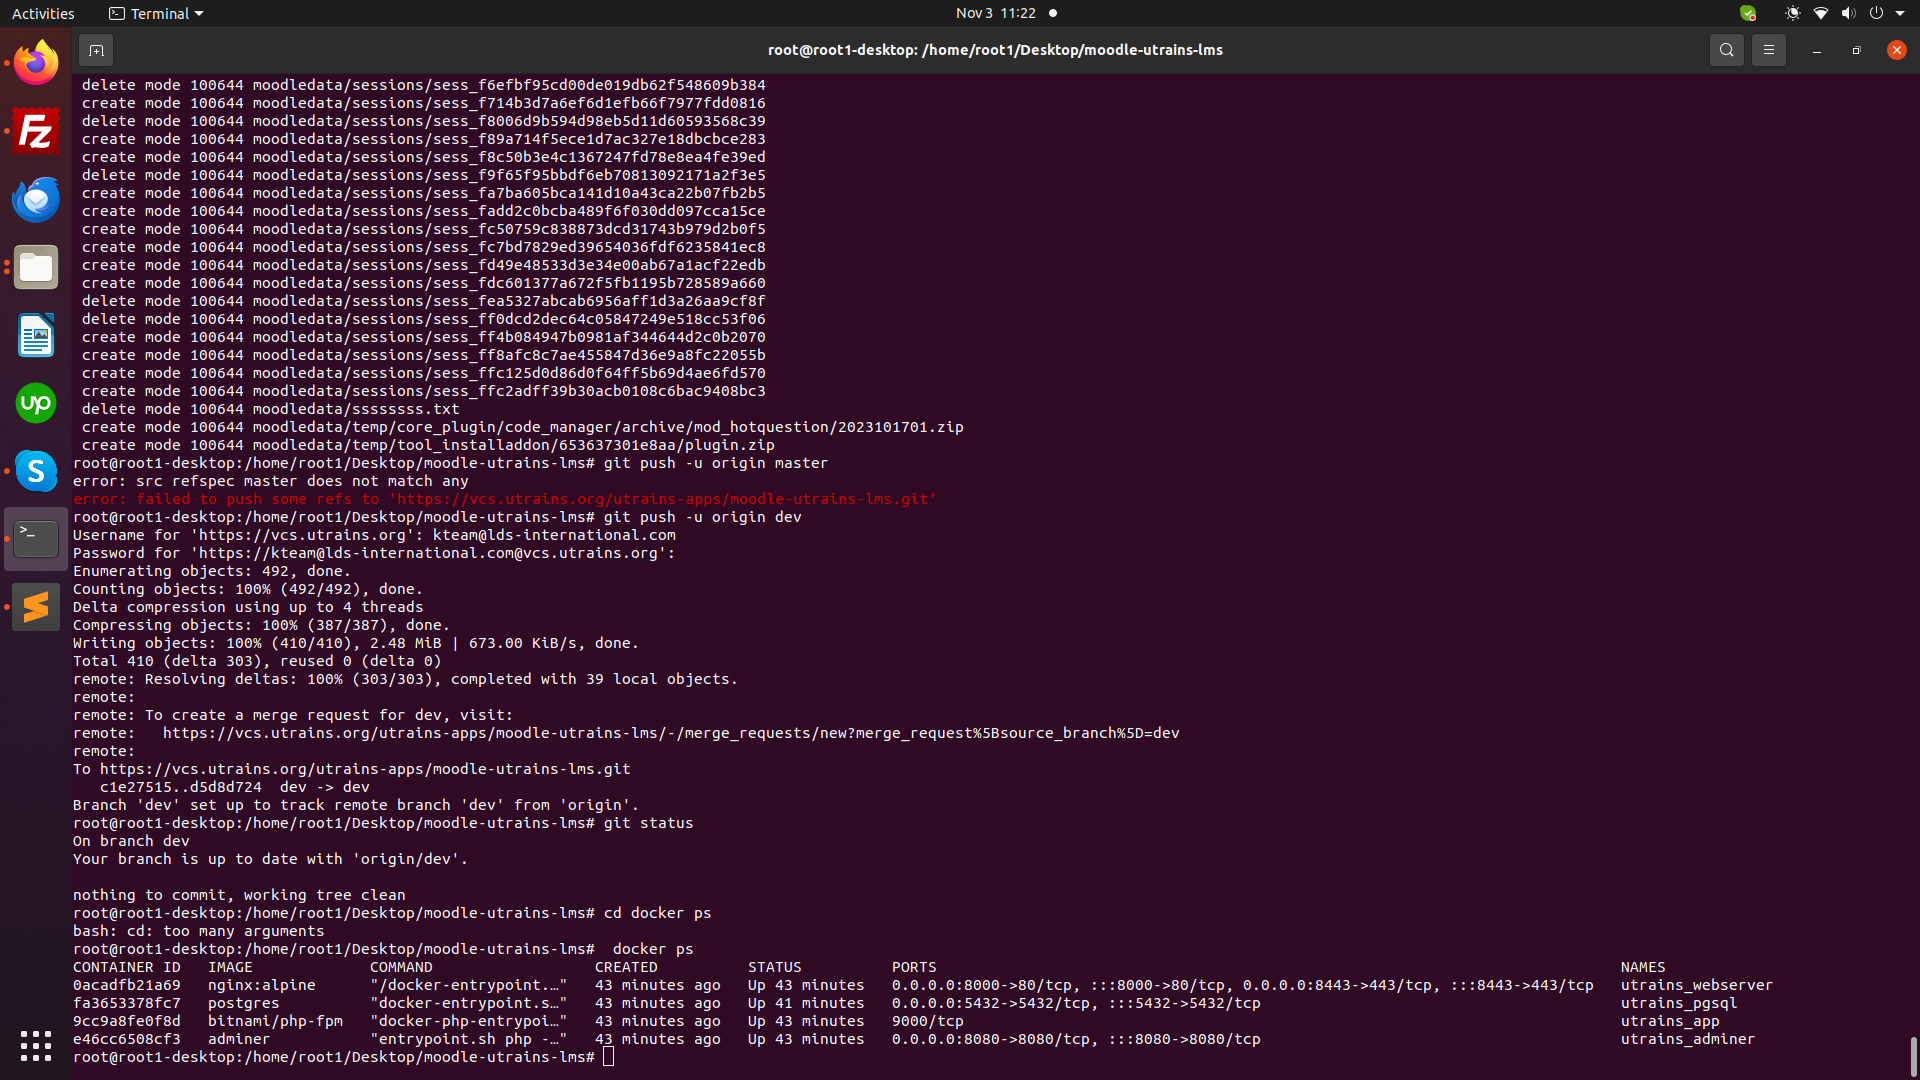 Activities
Terminal
Nov 3 11:22
root@root1-desktop: /home/root1/Desktop/moodle-utrains-lms
delete mode 100644 moodledata/sessions/sess_f6efbf95cd00de019db62f548609b384
create mode 100644 moodledata/sessions/sess_f714b3d7a6ef6d1efb66f7977fdd0816
delete mode 100644 moodledata/sessions/sess_f8006d9b594d98eb5d11d60593568c39
create mode 100644 moodledata/sessions/sess_f89a714f5ece1d7ac327e18dbcbce283
create mode 100644 moodledata/sessions/sess_f8c50b3e4c1367247fd78e8ea4fe39ed
delete mode 100644 moodledata/sessions/sess_f9f65f95bbdf6eb70813092171a2f3e5
create mode 100644 moodledata/sessions/sess_fa7ba605bca141d10a43ca22b07fb2b5
create mode 100644 moodledata/sessions/sess_fadd2c0bcba489f6f030dd097cca15ce
create mode 100644 moodledata/sessions/sess_fc50759c838873dcd31743b979d2b0f5
create mode 100644 moodledata/sessions/sess_fc7bd7829ed39654036fdf6235841ec8
create mode 100644 moodledata/sessions/sess_fd49e48533d3e34e00ab67a1acf22edb
create mode 100644 moodledata/sessions/sess_fdc601377a672f5fb1195b728589a660
delete mode 100644 moodledata/sessions/sess_fea5327abcab6956aff1d3a26aa9cf8f
delete mode 100644 moodledata/sessions/sess_ff0dcd2dec64c05847249e518cc53f06
create mode 100644 moodledata/sessions/sess_ff4b084947b0981af344644d2c0b2070
create mode 100644 moodledata/sessions/sess_ff8afc8c7ae455847d36e9a8fc22055b
create mode 100644 moodledata/sessions/sess_ffc125d0d86d0f64ff5b69d4ae6fd570
create mode 100644 moodledata/sessions/sess_ffc2adff39b30acb0108c6bac9408bc3
delete mode 100644 moodledata/ssssssss.txt
create mode 100644 moodledata/temp/core_plugin/code_manager/archive/mod_hotquestion/2023101701.zip
create mode 100644 moodledata/temp/tool_installaddon/653637301e8aa/plugin.zip
root@root1-desktop:/home/root1/Desktop/moodle-utrains-lms# git push -u origin master
error: src refspec master does not match any
error: failed to push some refs to 'https://vcs.utrains.org/utrains-apps/moodle-utrains-lms.git'
root@root1-desktop:/home/root1/Desktop/moodle-utrains-lms# git push -u origin dev
Username for 'https://vcs.utrains.org': kteam@lds-international.com
Password for 'https://kteam@lds-international.com@vcs.utrains.org':
Enumerating objects: 492, done.
Counting objects: 100% (492/492), done.
Delta compression using up to 4 threads
Compressing objects: 100% (387/387), done.
Writing objects: 100% (410/410), 2.48 MiB | 673.00 KiB/s, done.
Total 410 (delta 303), reused 0 (delta 0)
remote: Resolving deltas: 100% (303/303), completed with 39 local objects.
remote:
remote: To create a merge request for dev, visit:
remote:   https://vcs.utrains.org/utrains-apps/moodle-utrains-lms/-/merge_requests/new?merge_request%5Bsource_branch%5D=dev
remote:
To https://vcs.utrains.org/utrains-apps/moodle-utrains-lms.git
   c1e27515..d5d8d724  dev -> dev
Branch 'dev' set up to track remote branch 'dev' from 'origin'.
root@root1-desktop:/home/root1/Desktop/moodle-utrains-lms# git status
On branch dev
Your branch is up to date with 'origin/dev'.
nothing to commit, working tree clean
root@root1-desktop:/home/root1/Desktop/moodle-utrains-lms# cd docker ps
bash: cd: too many arguments
root@root1-desktop:/home/root1/Desktop/moodle-utrains-lms#  docker ps
CONTAINER ID   IMAGE   COMMAND   CREATED   STATUS   PORTS   NAMES
0acadfb21a69   nginx:alpine   "/docker-entrypoint.…"   43 minutes ago   Up 43 minutes   0.0.0.0:8000->80/tcp, :::8000->80/tcp, 0.0.0.0:8443->443/tcp, :::8443->443/tcp   utrains_webserver
fa3653378fc7   postgres   "docker-entrypoint.s…"   43 minutes ago   Up 41 minutes   0.0.0.0:5432->5432/tcp, :::5432->5432/tcp   utrains_pgsql
9cc9a8fe0f8d   bitnami/php-fpm   "docker-php-entrypoi…"   43 minutes ago   Up 43 minutes   9000/tcp   utrains_app
e46cc6508cf3   adminer   "entrypoint.sh php -…"   43 minutes ago   Up 43 minutes   0.0.0.0:8080->8080/tcp, :::8080->8080/tcp   utrains_adminer
root@root1-desktop:/home/root1/Desktop/moodle-utrains-lms#